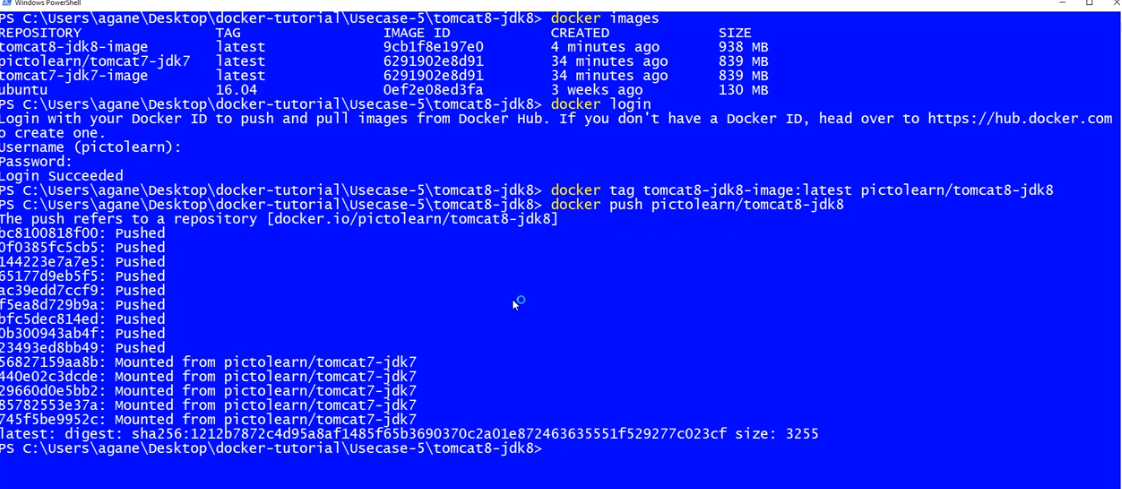 Windows PowerShell
PS C:\Users\agane\Desktop\docker-tutorial\Usecase-5\tomcat8-jdk8> docker images
REPOSITORY TAG IMAGE ID CREATED SIZE
tomcat8-jdk8-image latest 9cb1f8e197e0 4 minutes ago 938 MB
pictolearn/tomcat7-jdk7 latest 6291902e8d91 34 minutes ago 839 MB
tomcat7-jdk7-image latest 6291902e8d91 34 minutes ago 839 MB
ubuntu 16.04 0ef2e08ed3fa 3 weeks ago 130 MB
PS C:\Users\agane\Desktop\docker-tutorial\Usecase-5\tomcat8-jdk8> docker login
Login with your Docker ID to push and pull images from Docker Hub. If you don't have a Docker ID, head over to https://hub.docker.com
o create one.
Username (pictolearn):
Password:
Login Succeeded
PS C:\Users\agane\Desktop\docker-tutorial\Usecase-5\tomcat8-jdk8> docker tag tomcat8-jdk8-image:latest pictolearn/tomcat8-jdk8
PS C:\Users\agane\Desktop\docker-tutorial\Usecase-5\tomcat8-jdk8> docker push pictolearn/tomcat8-jdk8
The push refers to a repository [docker.io/pictolearn/tomcat8-jdk8]
bc8100818f00: Pushed
0f0385fc5cb5: Pushed
144223e7a7e5: Pushed
65177d9eb5f5: Pushed
ac39edd7ccf9: Pushed
f5ea8d729b9a: Pushed
bfc5dec814ed: Pushed
0b300943ab4f: Pushed
23493ed8bb49: Pushed
56827159aa8b: Mounted from pictolearn/tomcat7-jdk7
440e02c3dcde: Mounted from pictolearn/tomcat7-jdk7
29660d0e5bb2: Mounted from pictolearn/tomcat7-jdk7
85782553e37a: Mounted from pictolearn/tomcat7-jdk7
745f5be9952c: Mounted from pictolearn/tomcat7-jdk7
latest: digest: sha256:1212b7872c4d95a8af1485f65b3690370c2a01e872463635551f529277c023cf size: 3255
PS C:\Users\agane\Desktop\docker-tutorial\Usecase-5\tomcat8-jdk8>